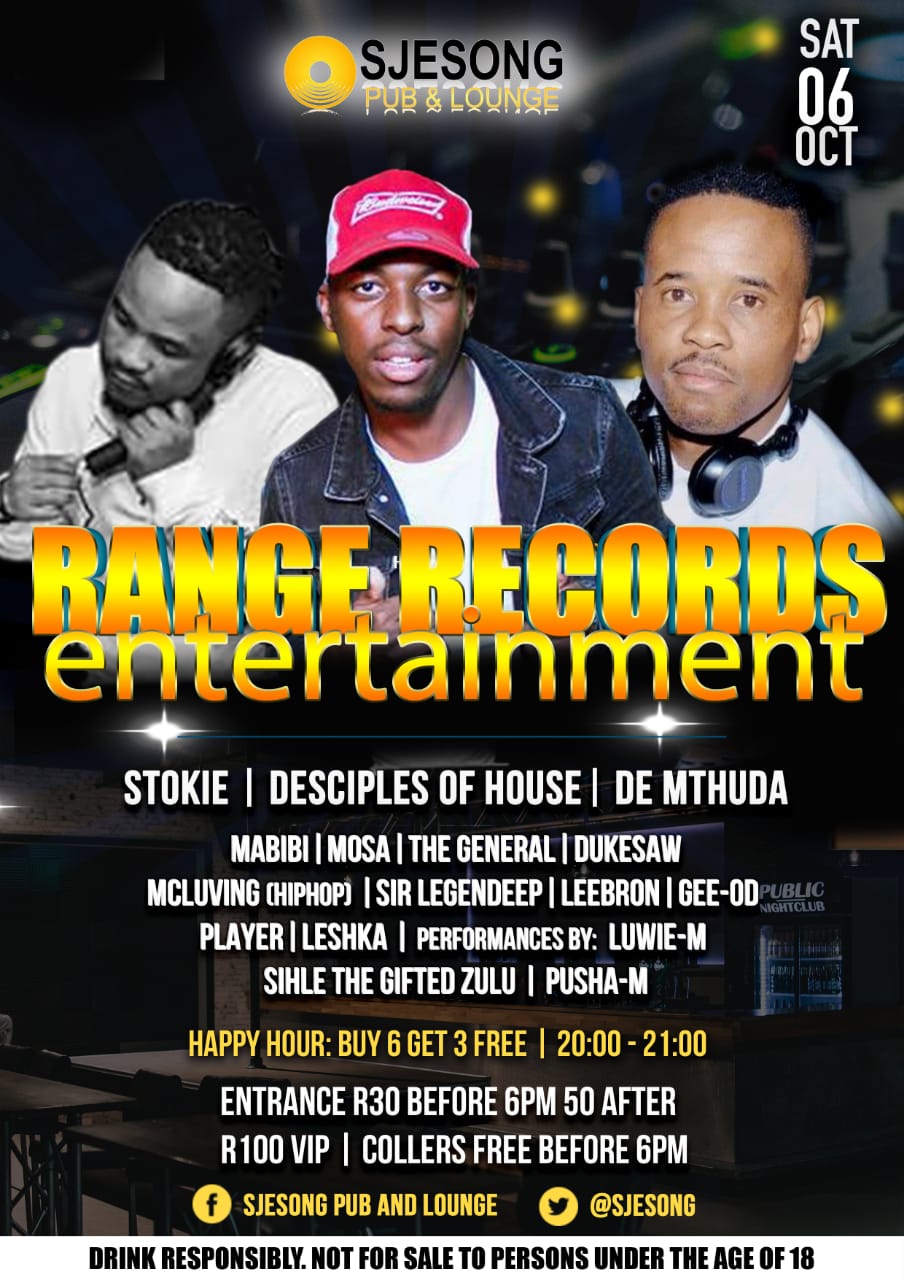 SJESONG
PUB & LOUNGE
SAT
06
OCT
Budweiser
RANGE RECORDS
entertainment
STOKIE | DESCIPLES OF HOUSE | DE MTHUDA
MABIBI | MOSA | THE GENERAL | DUKESAW
MCLUVING (HIPHOP) | SIR LEGENDEEP | LEEBRON | GEE-OD
PUBLIC
NIGHTCLUB
PLAYER | LESHKA | PERFORMANCES BY: LUWIE-M
SIHLE THE GIFTED ZULU | PUSHA-M
HAPPY HOUR: BUY 6 GET 3 FREE | 20:00 - 21:00
ENTRANCE R30 BEFORE 6PM 50 AFTER
R100 VIP | COLLERS FREE BEFORE 6PM
f SJESONG PUB AND LOUNGE @SJESONG
DRINK RESPONSIBLY. NOT FOR SALE TO PERSONS UNDER THE AGE OF 18